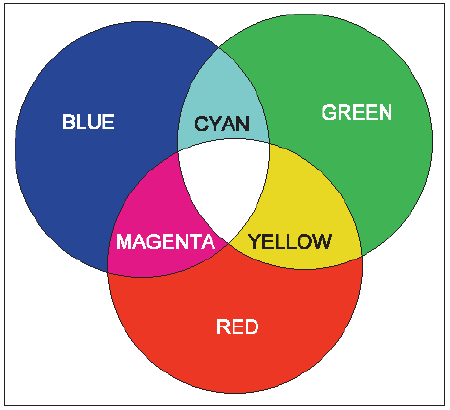 BLUE
GREEN
CYAN
MAGENTA
YELLOW
RED